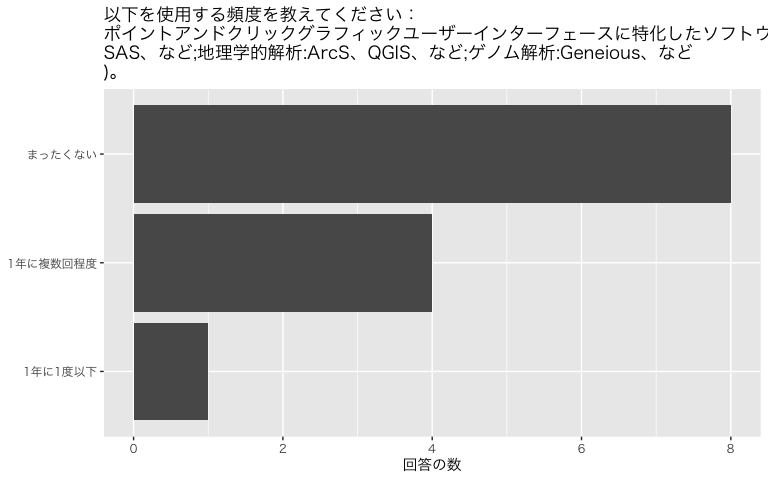 以下を使用する頻度を教えてください：
ポイントアンドクリックグラフィックユーザーインターフェースに特化したソフトウ
SAS、など;地理学的解析:ArcS、QGIS、など;ゲノム解析:Geneious、など
)。
まったくない
1年に複数回程度
1年に1度以下
0 2 4 6 8
回答の数